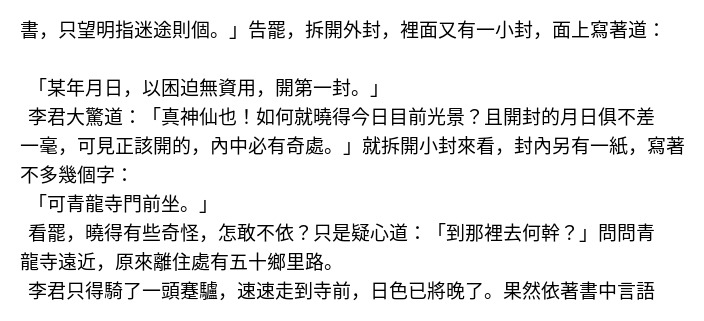 書，只望明指迷途則個。」告罷，拆開外封，裡面又有一小封，面上寫著道：
「某年月日，以困迫無資用，開第一封。」
李君大驚道：「真神仙也！如何就曉得今日目前光景？且開封的月日俱不差
一毫，可見正該開的，內中必有奇處。」就拆開小封來看，封內另有一紙，寫著
不多幾個字：
「可青龍寺門前坐。」
看罷，曉得有些奇怪，怎敢不依？只是疑心道：「到那裡去何幹？」問問青
龍寺遠近，原來離住處有五十鄉里路。
李君只得騎了一頭蹇驢，速速走到寺前，日色已將晚了。果然依著書中言語